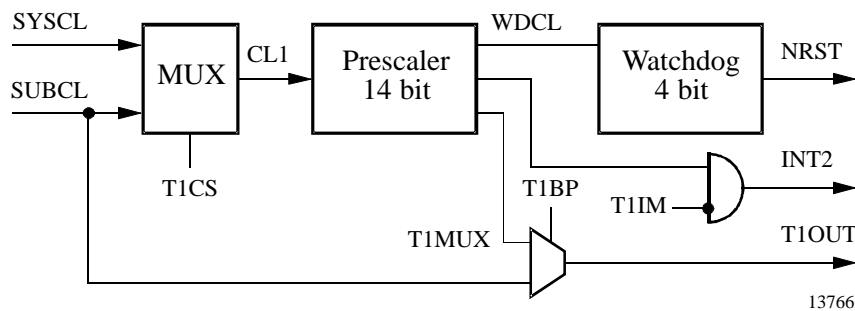 SYSCL
SUBCL
MUX
CL1
T1CS
Prescaler
14 bit
WDCL
Watchdog
4 bit
NRST
INT2
T1BP
T1IM
T1MUX
T1OUT
13766